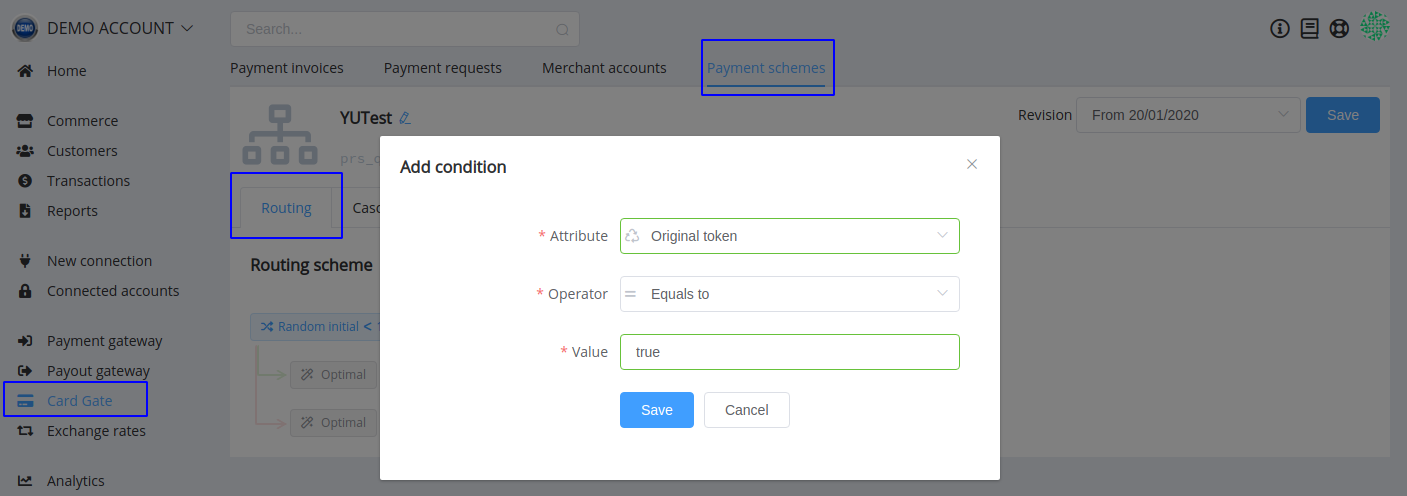 DEMO
DEMO ACCOUNT
Search...
Home
Commerce
Customers
Transactions
Reports
New connection
Connected accounts
Payment gateway
Payout gateway
Card Gate
Exchange rates
Analytics
Payment invoices
Payment requests
Merchant accounts
Payment schemes
YUTest
prs_
Revision
From 20/01/2020
Save
Routing
Casc
Routing scheme
Random initial <
Optimal
Optimal
Add condition
* Attribute
Original token
* Operator
Equals to
* Value
true
Save
Cancel